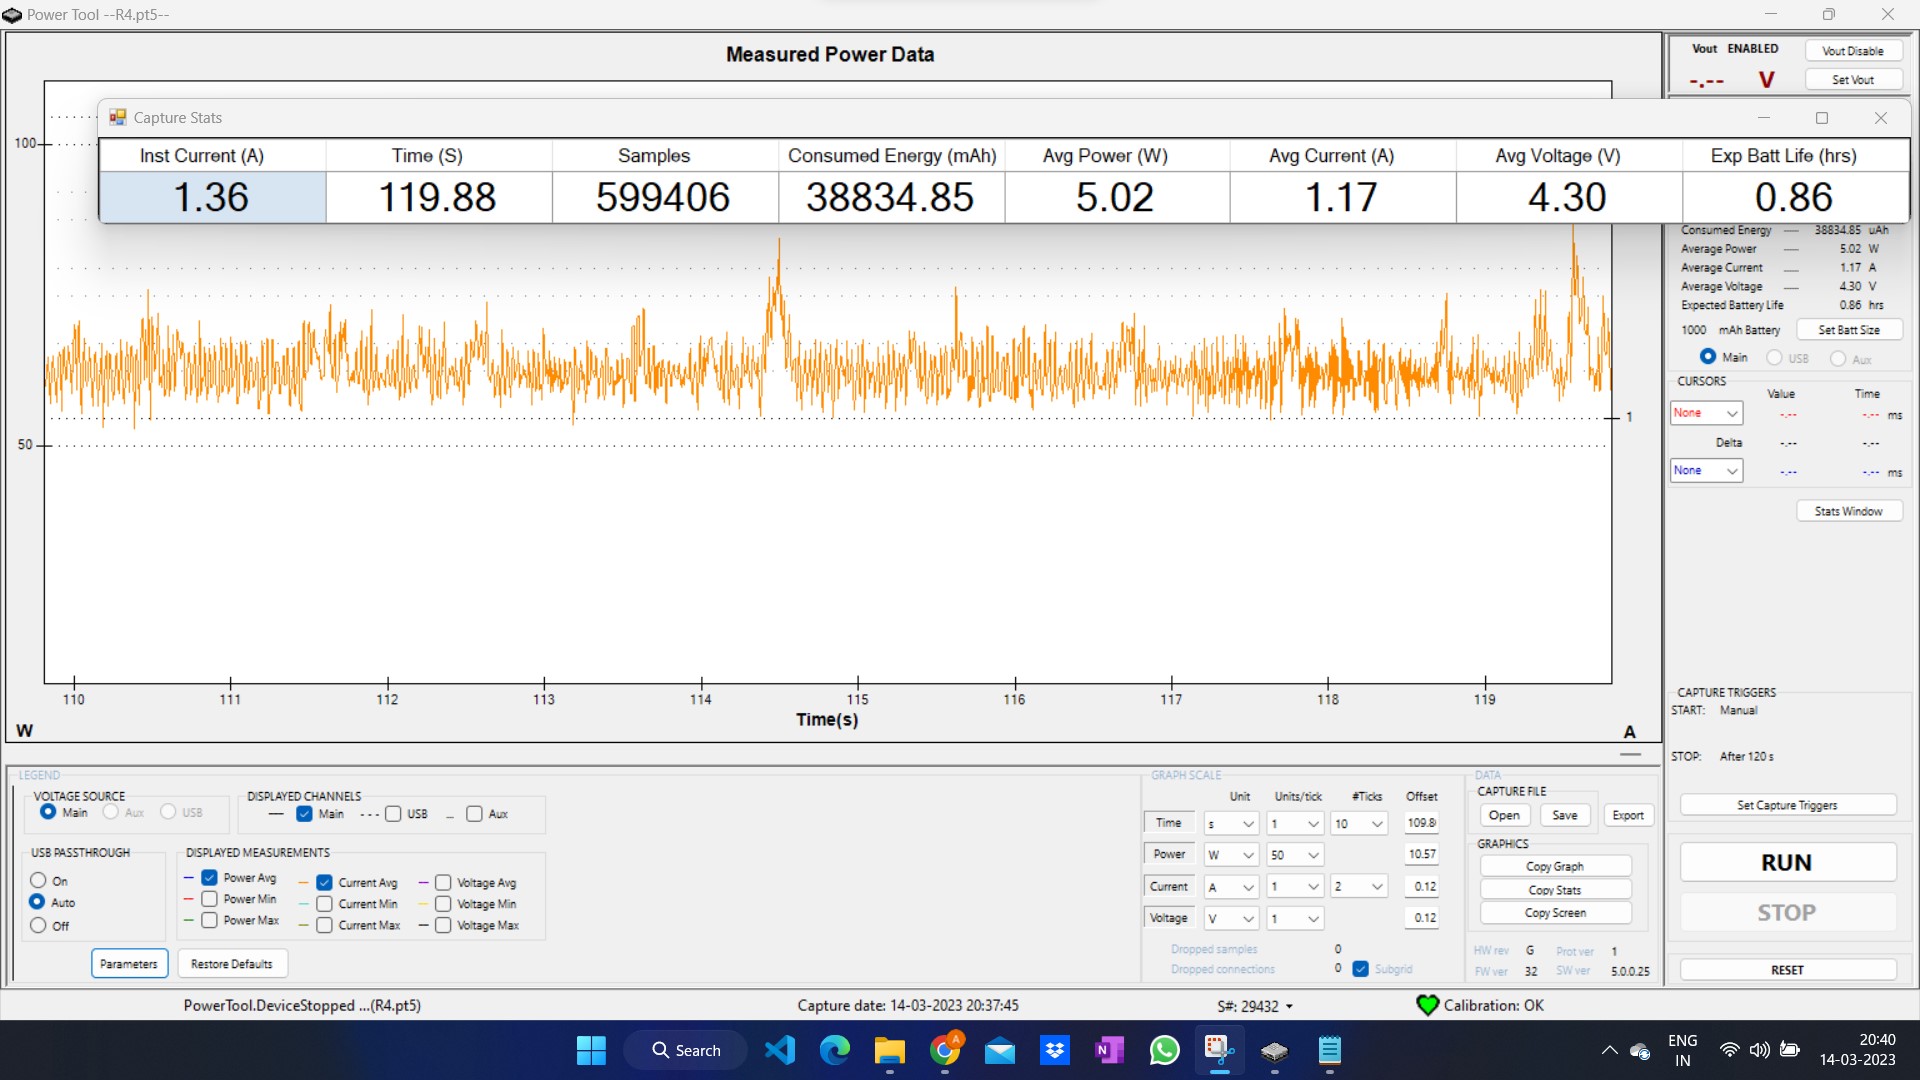 Power Tool --R4.pt5--
Measured Power Data
Vout ENABLED
Vout Disable
-.-- V
Set Vout
Capture Stats
Inst Current (A) Time (S) Samples Consumed Energy (mAh) Avg Power (W) Avg Current (A) Avg Voltage (V) Exp Batt Life (hrs)
1.36 119.88 599406 38834.85 5.02 1.17 4.30 0.86
100
50
1
110 111 112 113 114 115 116 117 118 119
Time(s)
W
A
Consumed Energy 38834.85 uAh
Average Power 5.02 W
Average Current 1.17 A
Average Voltage 4.30 V
Expected Battery Life 0.86 hrs
1000 mAh Battery Set Batt Size
Main USB Aux
CURSORS
Value Time
None -.-- -.-- ms
Delta -.-- -.--
None -.-- -.-- ms
Stats Window
CAPTURE TRIGGERS
START: Manual
STOP: After 120 s
Set Capture Triggers
RUN
STOP
RESET
LEGEND
VOLTAGE SOURCE
Main Aux USB
DISPLAYED CHANNELS
Main USB Aux
USB PASSTHROUGH
On
Auto
Off
DISPLAYED MEASUREMENTS
Power Avg Current Avg Voltage Avg
Power Min Current Min Voltage Min
Power Max Current Max Voltage Max
Parameters Restore Defaults
GRAPH SCALE
Unit Units/tick #Ticks Offset
Time s 1 10 109.8
Power W 50 10.57
Current A 1 2 0.12
Voltage V 1 0.12
Dropped samples 0
Dropped connections 0 Subgrid
DATA
CAPTURE FILE
Open Save Export
GRAPHICS
Copy Graph
Copy Stats
Copy Screen
HW rev G Prot ver 1
FW ver 32 SW ver 5.0.0.25
PowerTool.DeviceStopped ...(R4.pt5) Capture date: 14-03-2023 20:37:45 S#: 29432 Calibration: OK
Search
A
N
ENG
IN
20:40
14-03-2023